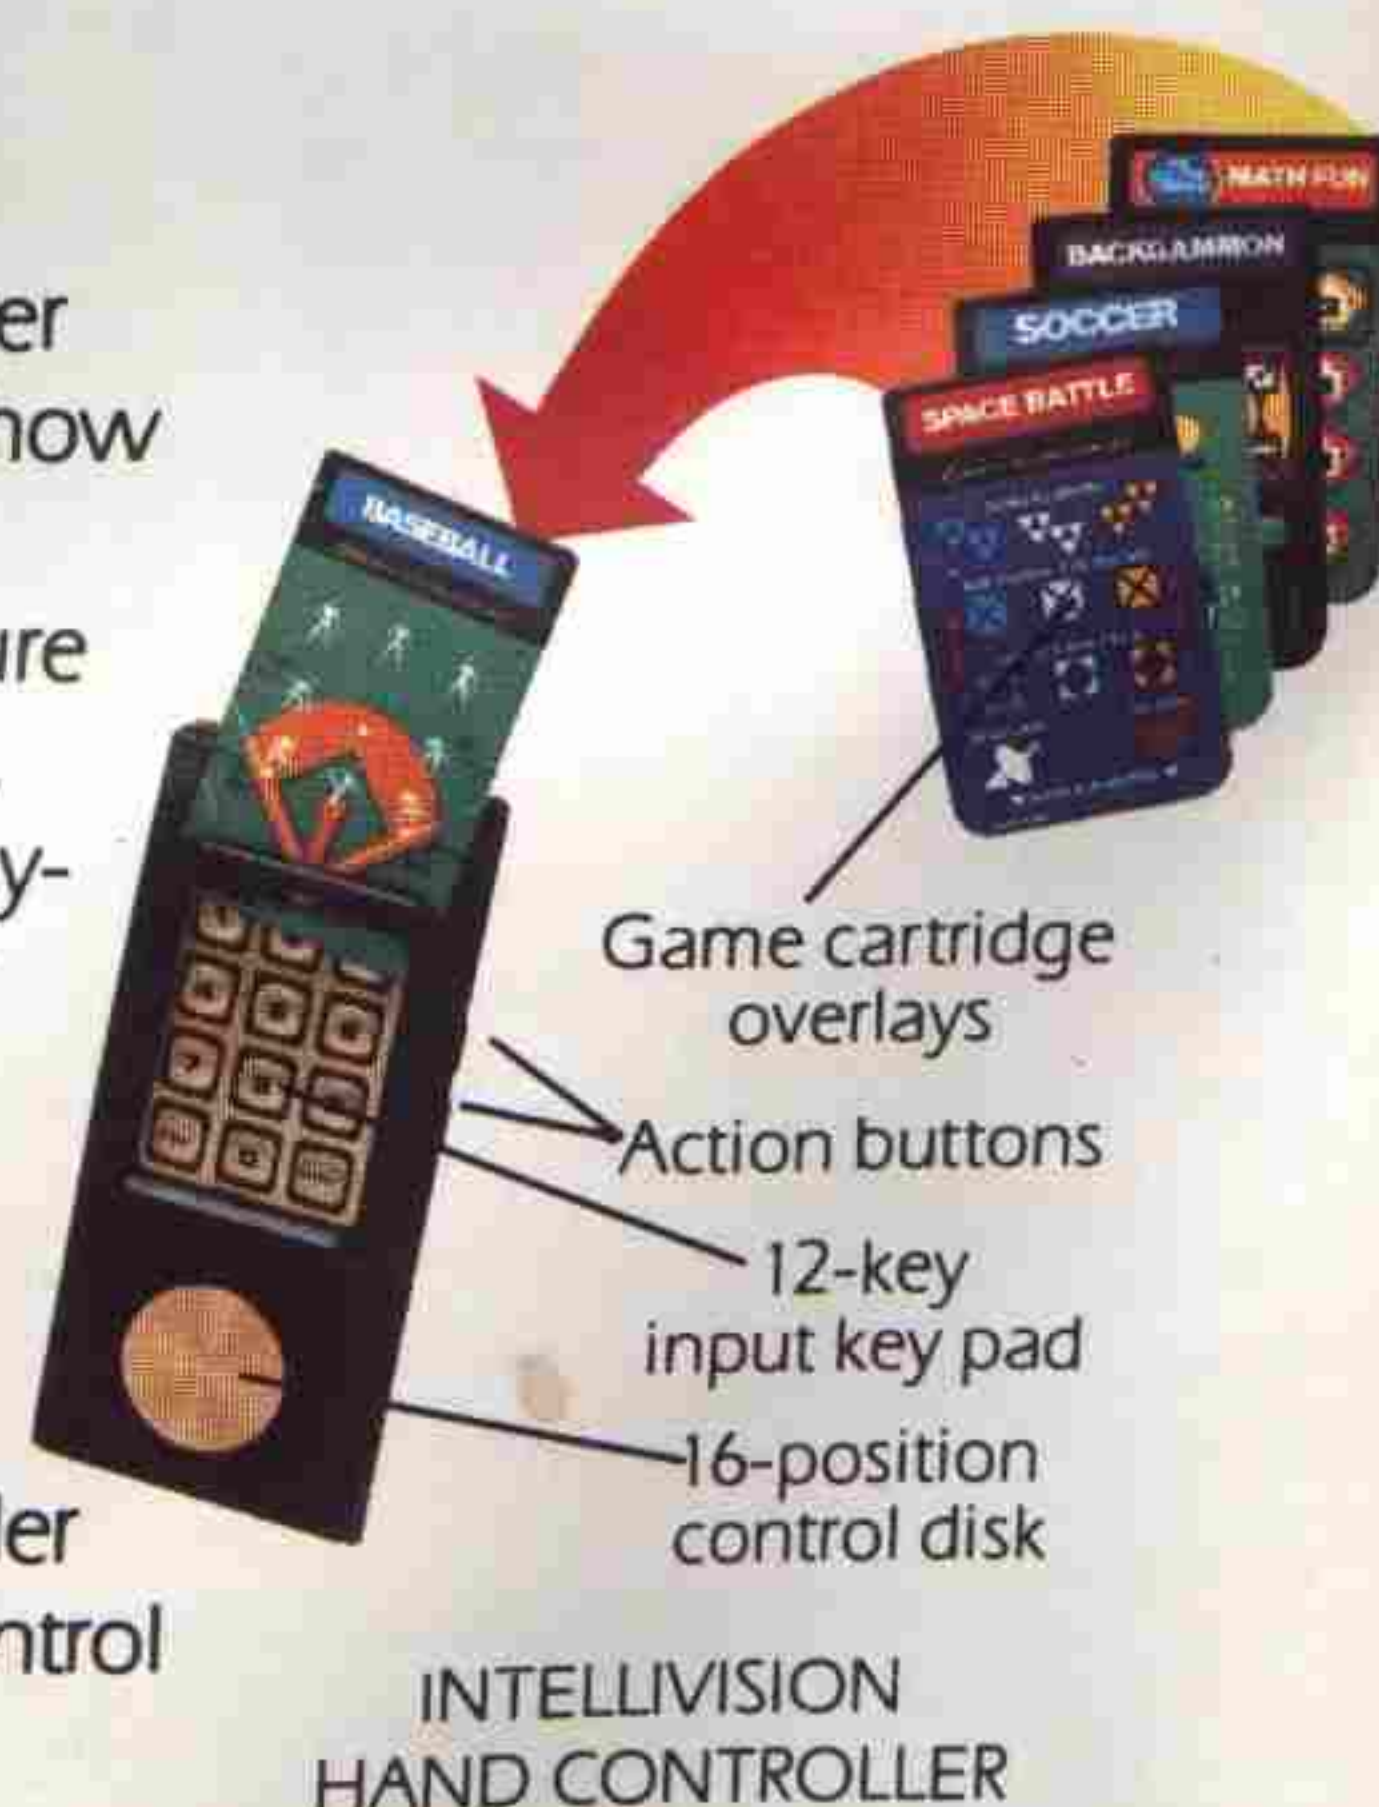 er
now
ure
y-
ler
ntrol
MATH FUN
BACKGAMMON
SOCCER
SPACE BATTLE
BASEBALL
Game cartridge
overlays
Action buttons
12-key
input key pad
16-position
control disk
INTELLIVISION
HAND CONTROLLER